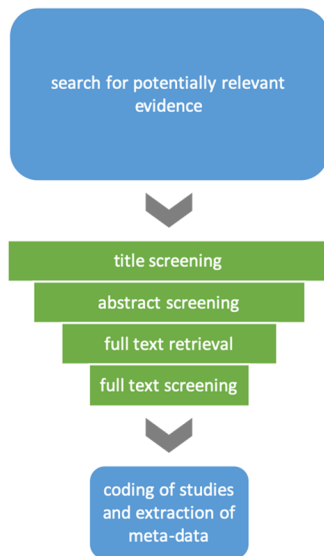 search for potentially relevant
evidence
title screening
abstract screening
full text retrieval
full text screening
coding of studies
and extraction of
meta-data